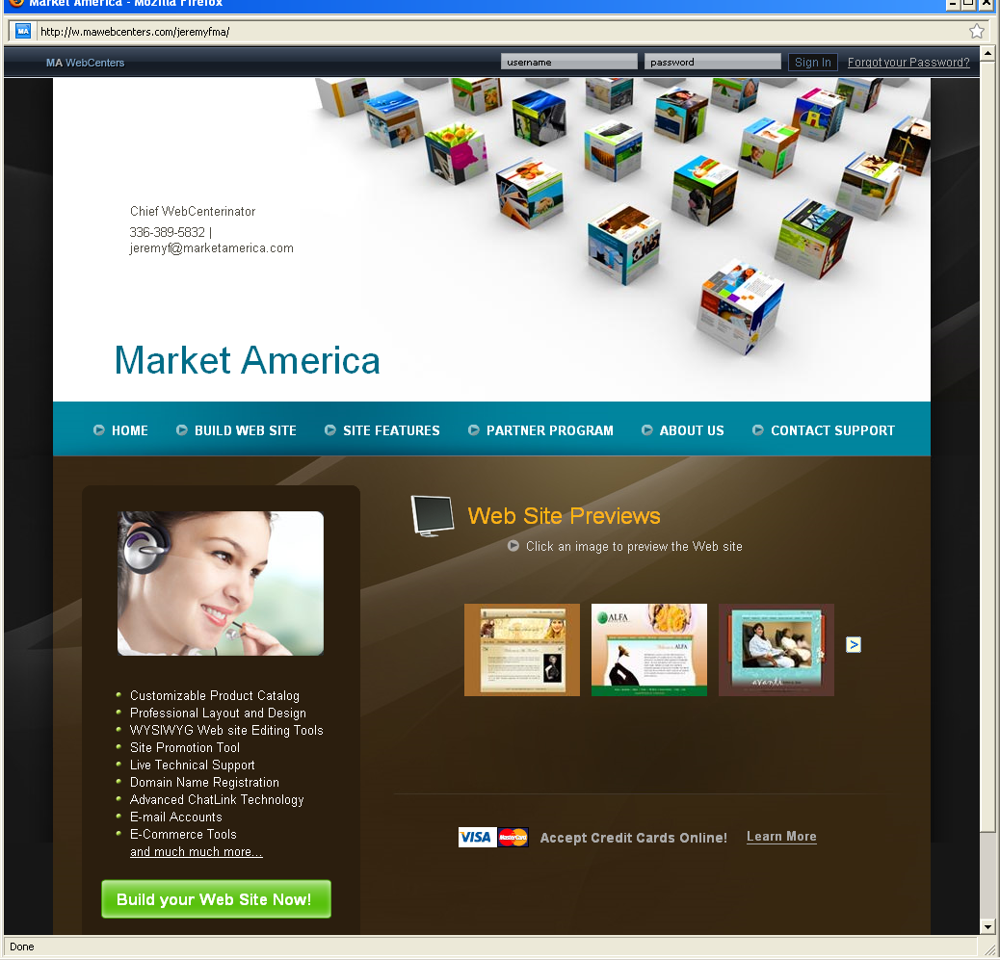 Market America - Mozilla Firefox
MA
http://w.mawebcenters.com/jeremyfma/
MA WebCenters
username
password
Sign In
Forgot your Password?
Chief WebCenterinator
336-389-5832 |
jeremyf@marketamerica.com
Market America
HOME
BUILD WEB SITE
SITE FEATURES
PARTNER PROGRAM
ABOUT US
CONTACT SUPPORT
Web Site Previews
Click an image to preview the Web site
ALFA
ALFA
avanti
Customizable Product Catalog
Professional Layout and Design
WYSIWYG Web site Editing Tools
Site Promotion Tool
Live Technical Support
Domain Name Registration
Advanced ChatLink Technology
E-mail Accounts
E-Commerce Tools
and much much more...
VISA
MasterCard
Accept Credit Cards Online!
Learn More
Build your Web Site Now!
Done